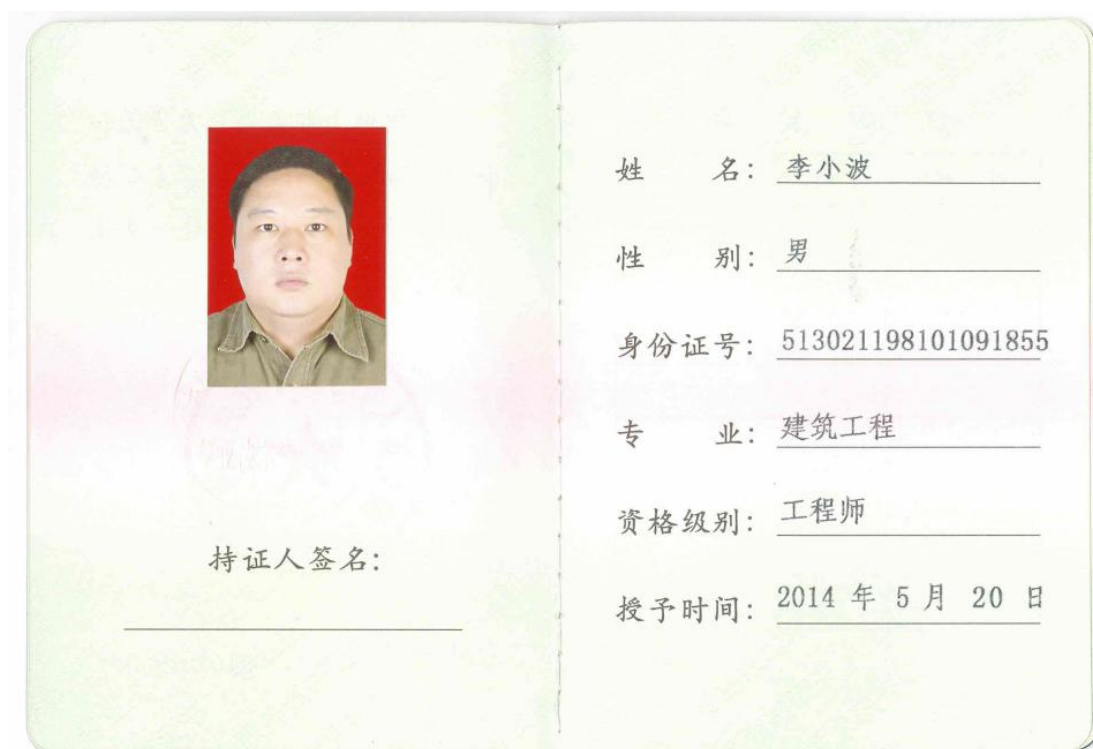 持证人签名：
姓 名：李小波
性 别：男
身份证号：513021198101091855
专 业：建筑工程
资格级别：工程师
授予时间：2014 年 5 月 20 日